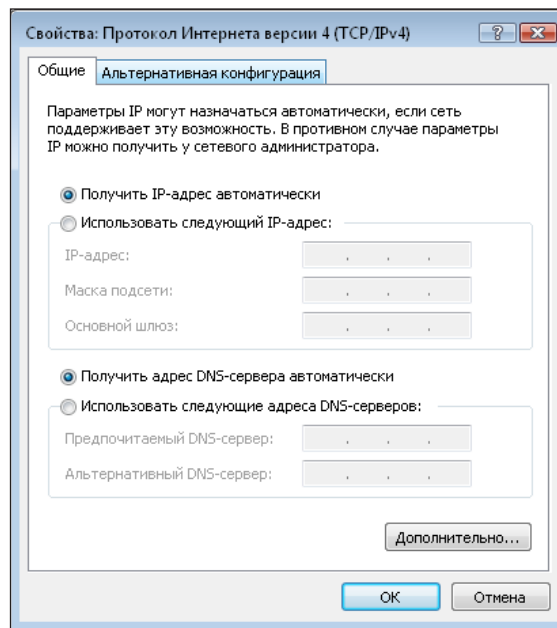 Свойства: Протокол Интернета версии 4 (TCP/IPv4)
Общие
Альтернативная конфигурация
Параметры IP могут назначаться автоматически, если сеть
поддерживает эту возможность. В противном случае параметры
IP можно получить у сетевого администратора.
Получить IP-адрес автоматически
Использовать следующий IP-адрес:
IP-адрес:
Маска подсети:
Основной шлюз:
Получить адрес DNS-сервера автоматически
Использовать следующие адреса DNS-серверов:
Предпочитаемый DNS-сервер:
Альтернативный DNS-сервер:
Дополнительно...
ОК
Отмена